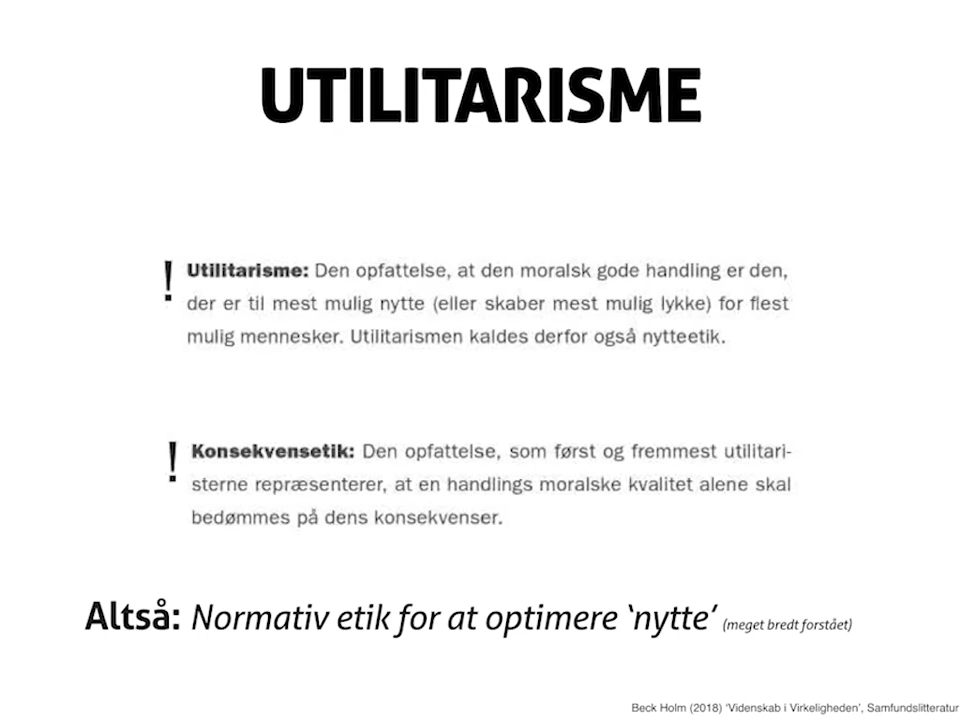 UTILITARISME
! Utilitarisme: Den opfattelse, at den moralsk gode handling er den,
der er til mest mulig nytte (eller skaber mest mulig lykke) for flest
mulig mennesker. Utilitarismen kaldes derfor også nytteetik.
! Konsekvensetik: Den opfattelse, som først og fremmest utilitari-
sterne repræsenterer, at en handlings moralske kvalitet alene skal
bedømmes på dens konsekvenser.
Altså: Normativ etik for at optimere ‘nytte’ (meget bredt forstået)
Beck Holm (2018) ‘Videnskab i Virkeligheden’, Samfundslitteratur